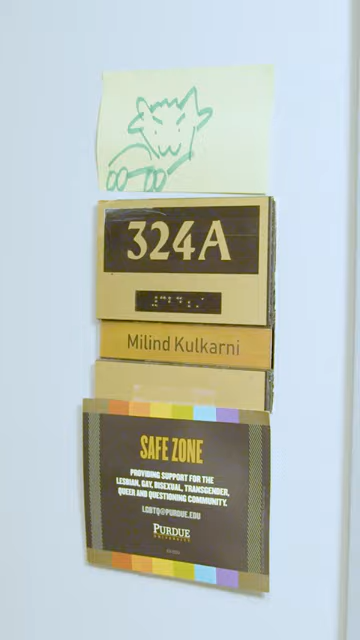 324A
Milind Kulkarni
SAFE ZONE
PROVIDING SUPPORT FOR THE
LESBIAN, GAY, BISEXUAL, TRANSGENDER,
QUEER AND QUESTIONING COMMUNITY.
LGBTQ@PURDUE.EDU
PURDUE
UNIVERSITY